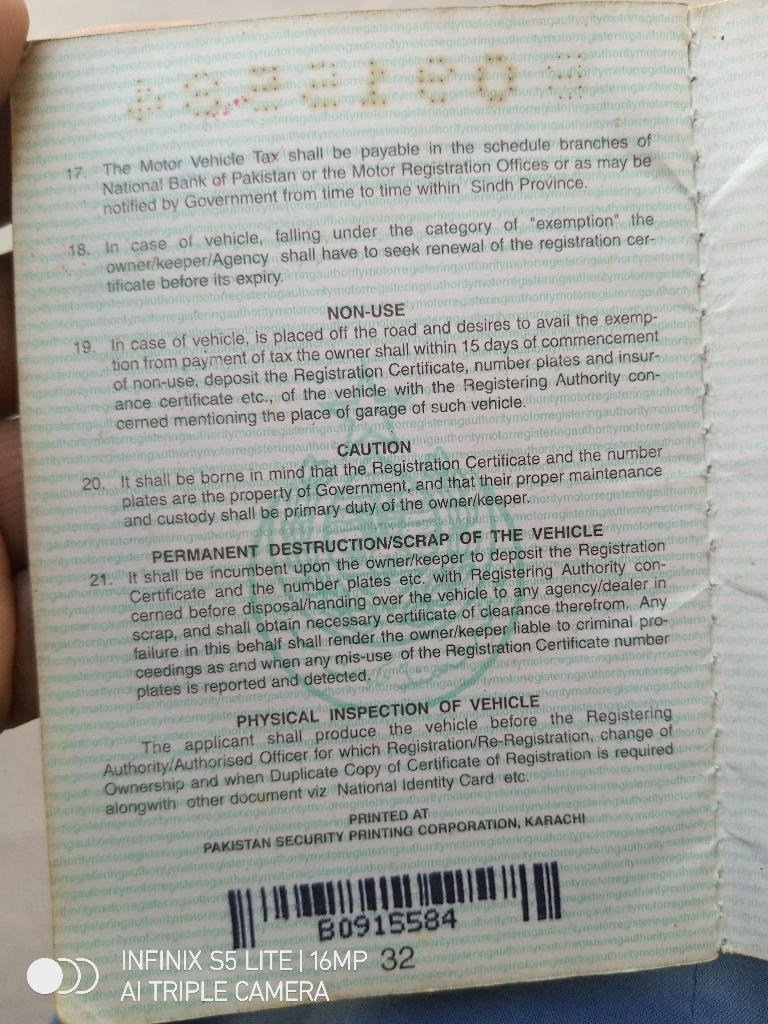 17. The Motor Vehicle Tax shall be payable in the schedule branches of
National Bank of Pakistan or the Motor Registration Offices or as may be
notified by Government from time to time within Sindh Province.
18. In case of vehicle, falling under the category of "exemption" the
owner/keeper/Agency shall have to seek renewal of the registration cer-
tificate before its expiry.
NON-USE
19. In case of vehicle, is placed off the road and desires to avail the exemp-
tion from payment of tax the owner shall within 15 days of commencement
of non-use, deposit the Registration Certificate, number plates and insur-
ance certificate etc., of the vehicle with the Registering Authority con-
cerned mentioning the place of garage of such vehicle.
CAUTION
20. It shall be borne in mind that the Registration Certificate and the number
plates are the property of Government, and that their proper maintenance
and custody shall be primary duty of the owner/keeper.
PERMANENT DESTRUCTION/SCRAP OF THE VEHICLE
21. It shall be incumbent upon the owner/keeper to deposit the Registration
Certificate and the number plates etc. with Registering Authority con-
cerned before disposal/handing over the vehicle to any agency/dealer in
scrap, and shall obtain necessary certificate of clearance therefrom. Any
failure in this behalf shall render the owner/keeper liable to criminal pro-
ceedings as and when any mis-use of the Registration Certificate number
plates is reported and detected.
PHYSICAL INSPECTION OF VEHICLE
The applicant shall produce the vehicle before the Registering
Authority/Authorised Officer for which Registration/Re-Registration, change of
Ownership and when Duplicate Copy of Certificate of Registration is required
alongwith other document viz National Identity Card etc.
PRINTED AT
PAKISTAN SECURITY PRINTING CORPORATION, KARACHI
B0915584
32
INFINIX S5 LITE | 16MP
AI TRIPLE CAMERA